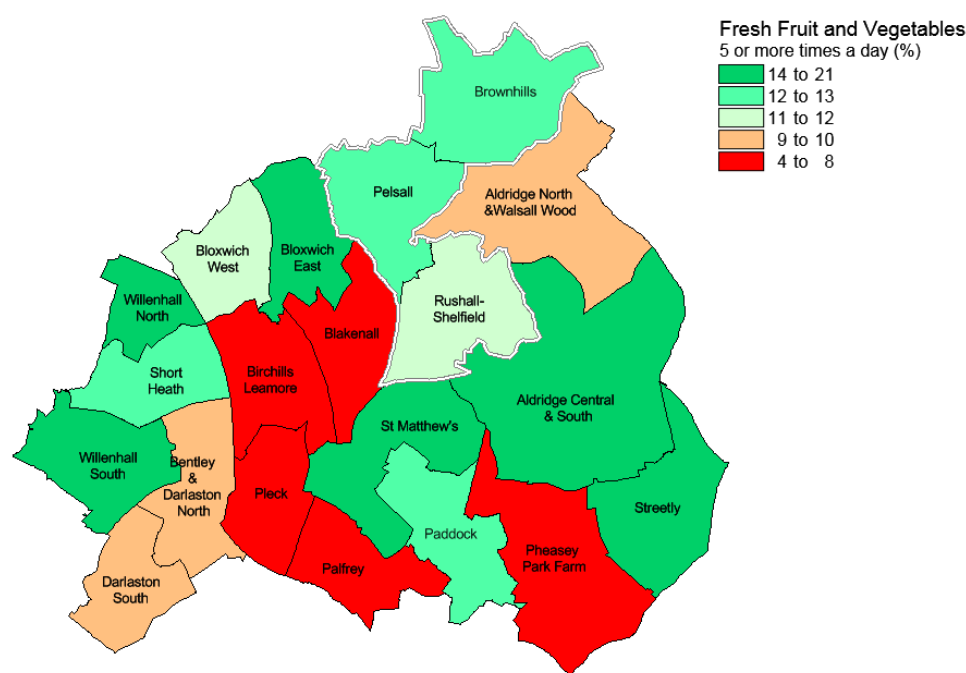 Fresh Fruit and Vegetables
5 or more times a day (%)
14 to 21
12 to 13
11 to 12
9 to 10
4 to 8
Brownhills
Pelsall
Aldridge North
&Walsall Wood
Bloxwich
West
Bloxwich
East
Willenhall
North
Rushall-
Shelfield
Blakenall
Short
Heath
Birchills
Leamore
Aldridge Central
& South
St Matthew's
Willenhall
South
Bentley
&
Darlaston
North
Pleck
Streetly
Paddock
Pheasey
Park Farm
Palfrey
Darlaston
South